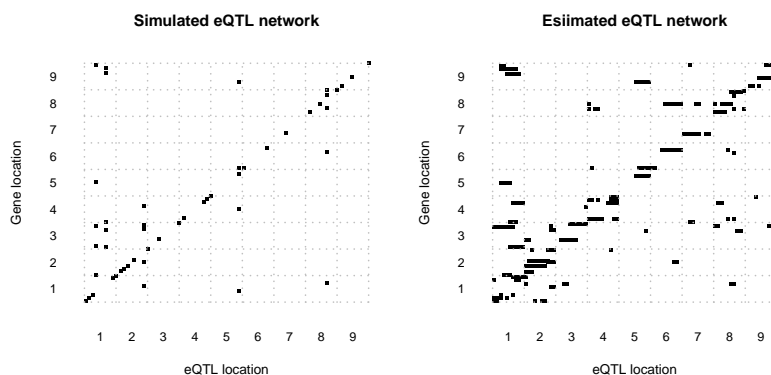 Simulated eQTL network
Gene location
9
8
7
6
5
4
3
2
1
1 2 3 4 5 6 7 8 9
eQTL location
Esiimated eQTL network
Gene location
9
8
7
6
5
4
3
2
1
1 2 3 4 5 6 7 8 9
eQTL location